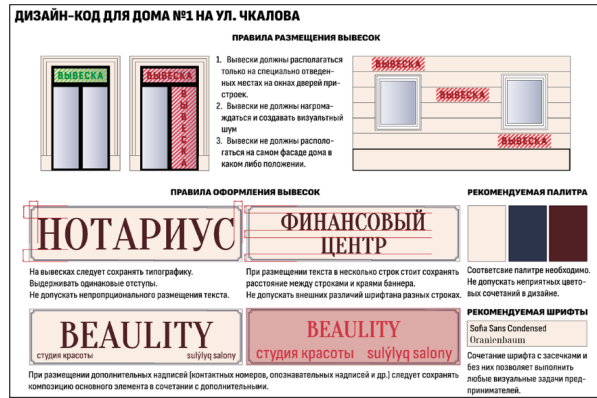 ДИЗАЙН-КОД ДЛЯ ДОМА №1 НА УЛ. ЧКАЛОВА
ПРАВИЛА РАЗМЕЩЕНИЯ ВЫВЕСОК
ВЫВЕСКА
ВЫВЕСКА
ВЫВЕСКА
1. Вывески должны располагаться
только на специально отведен-
ных местах на окнах дверей при-
строек.
2. Вывески не должны нагрома-
ждаться и создавать визуальтный
шум
3. Вывески не должны располо-
гаться на самом фасаде дома в
каком либо положении.
ВЫВЕСКА
ВЫВЕСКА
ВЫВЕСКА
ПРАВИЛА ОФОРМЛЕНИЯ ВЫВЕСОК
НОТАРИУС
На вывесках следует сохранять типографику.
Выдерживать одинаковые отступы.
Не допускать непропрционального размещения текста.
ФИНАНСОВЫЙ
ЦЕНТР
При размещении текста в несколько строк стоит сохранять
расстояние между строками и краями баннера.
Не допускать внешних различий шрифтана разных строках.
РЕКОМЕНДУЕМАЯ ПАЛИТРА
Соответсвие палитре необходимо.
Не допускать неприятных цвето-
вых сочетаний в дизайне.
BEAULITY
студия красоты sulýlyq salony
BEAULITY
студия красоты sulýlyq salony
При размещении дополнительных надписей (контактных номеров, опознавательных надписей и др.) следует сохранять
композицию основного элемента в сочетании с дополнительными.
РЕКОМЕНДУЕМЫЕ ШРИФТЫ
Sofia Sans Condensed
Oranienbaum
Сочетание шрифта с засечками и
без них позволяет выполнить
любые визуальные задачи пред-
принимателей.